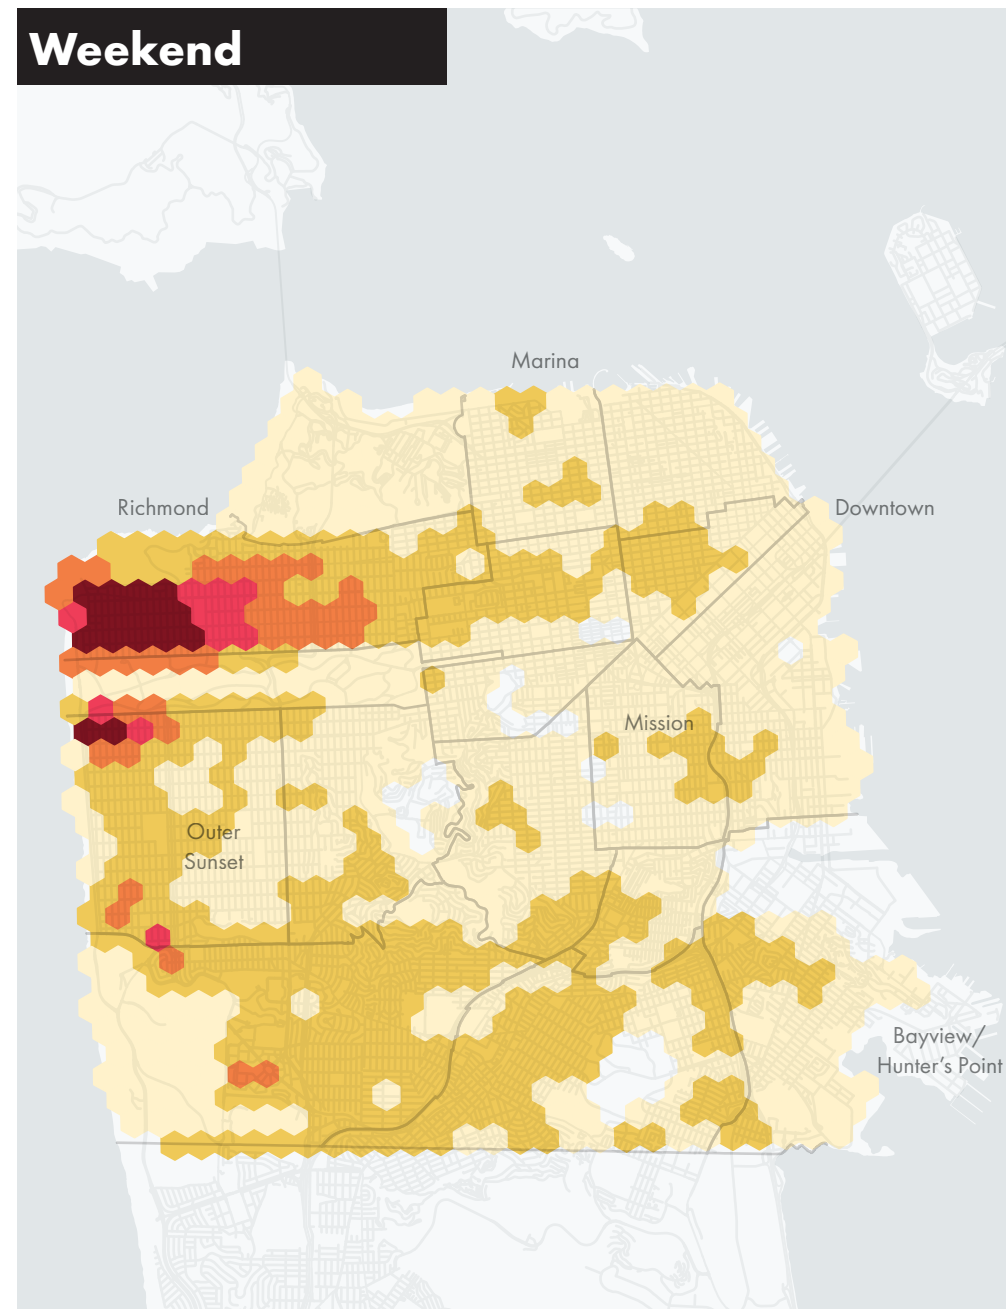 Weekend
Marina
Richmond
Downtown
Mission
Outer
Sunset
Bayview/
Hunter's Point